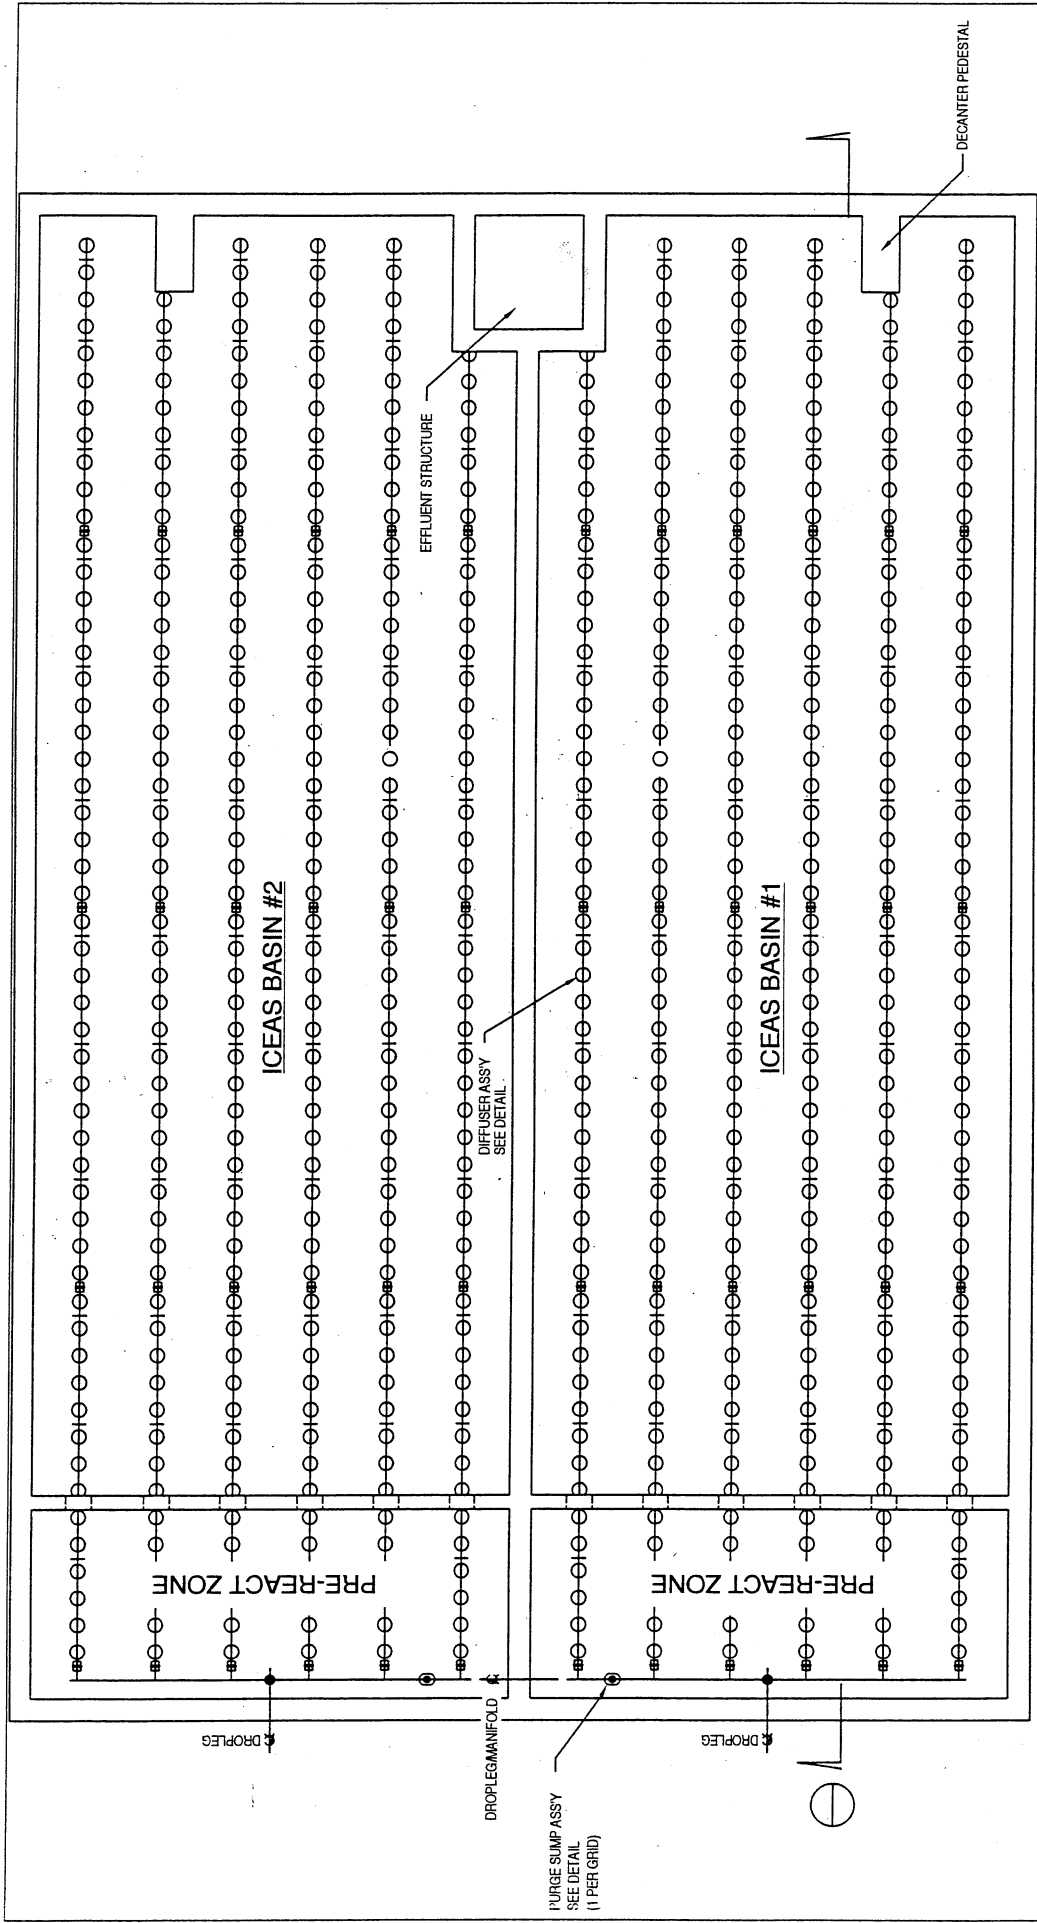 DECANTER PEDESTAL
EFFLUENT STRUCTURE
ICEAS BASIN #2
DIFFUSER ASS'Y
SEE DETAIL
ICEAS BASIN #1
PRE-REACT ZONE
PRE-REACT ZONE
℄ DROPLEG
DROPLEG/MANIFOLD ℄
℄ DROPLEG
PURGE SUMP ASS'Y
SEE DETAIL
(1 PER GRID)